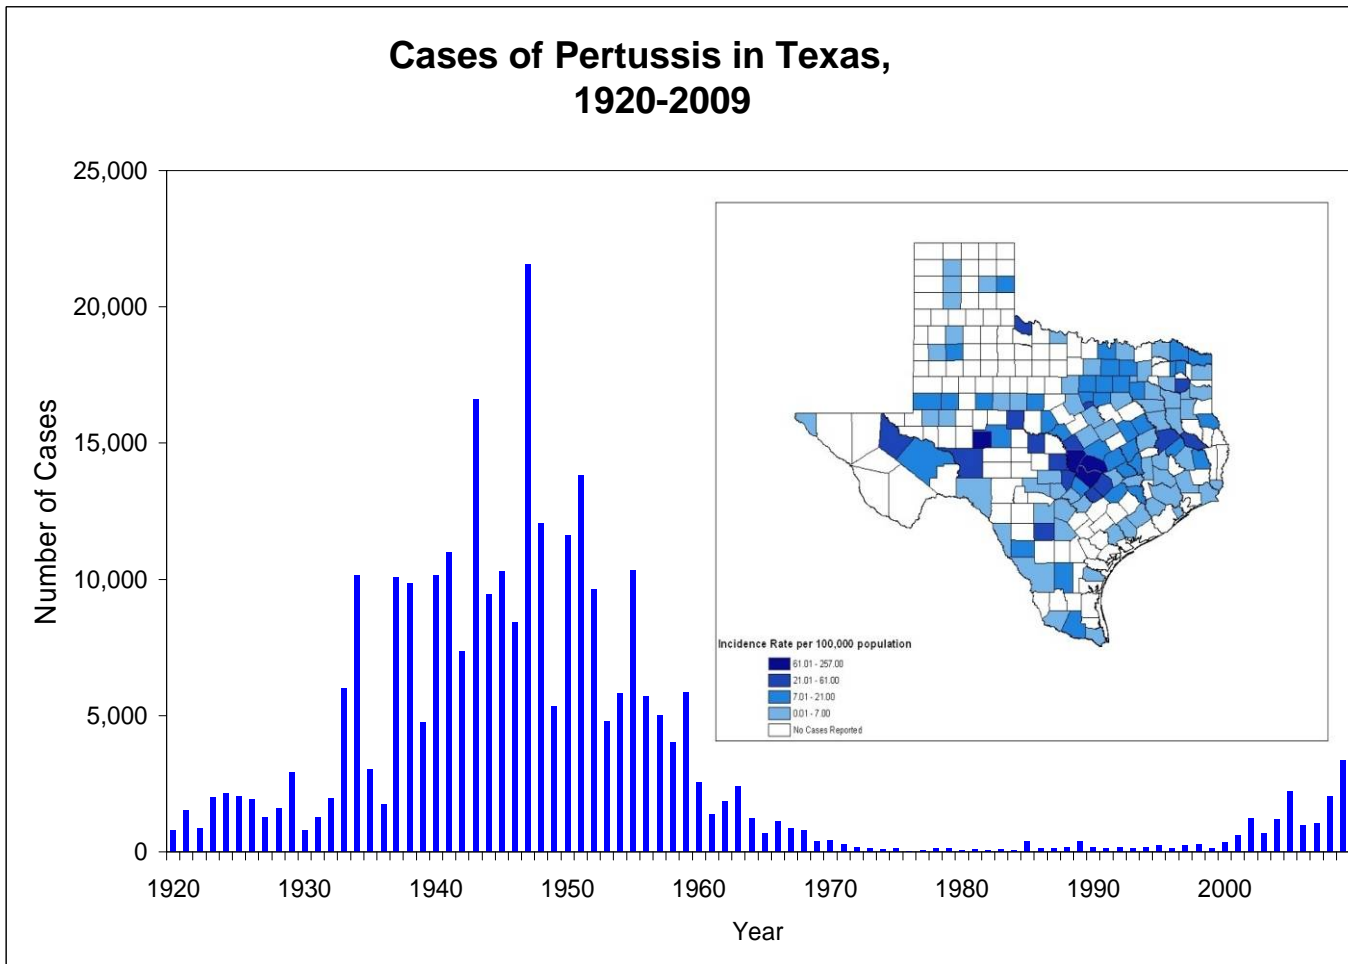 Cases of Pertussis in Texas,
1920-2009
25,000
20,000
15,000
10,000
5,000
0
Number of Cases
1920 1930 1940 1950 1960 1970 1980 1990 2000
Year
Incidence Rate per 100,000 population
61.01 - 257.00
21.01 - 61.00
7.01 - 21.00
0.01 - 7.00
No Cases Reported